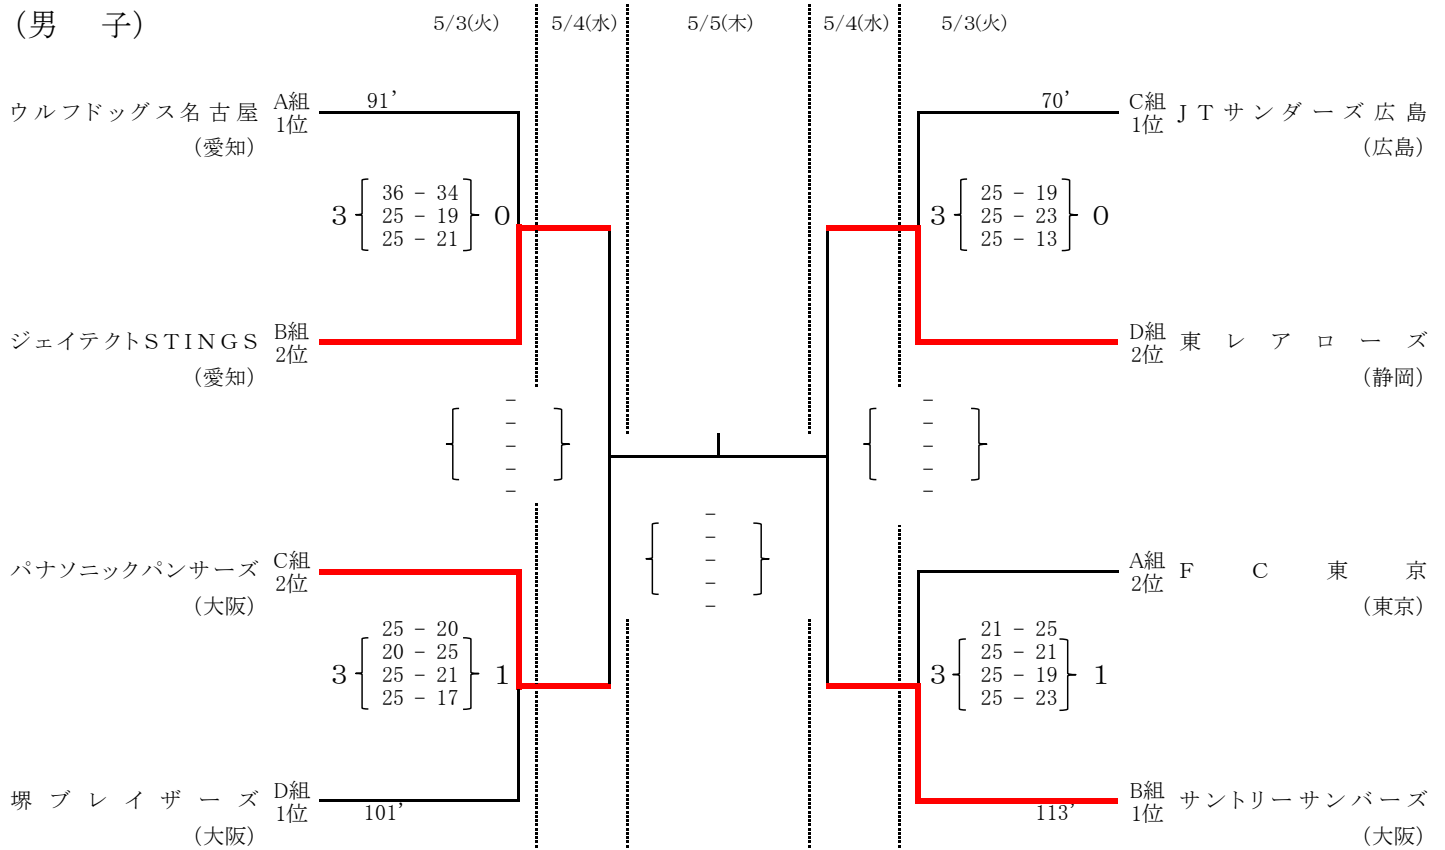 （男　子）
5/3(火) 5/4(水) 5/5(木) 5/4(水) 5/3(火)
ウルフドッグス名古屋 A組 1位 91’
（愛知）
36 － 34
3 25 － 19 0
25 － 21
ジェイテクトSTINGS B組 2位
（愛知）
－
－
－
－
－
パナソニックパンサーズ C組 2位
（大阪）
25 － 20
20 － 25
3 25 － 21 1
25 － 17
堺ブレイザーズ D組 1位 101’
（大阪）
－
－
－
－
－
70’ C組 1位 JTサンダーズ広島
（広島）
25 － 19
3 25 － 23 0
25 － 13
D組 2位 東レアローズ
（静岡）
－
－
－
－
－
A組 2位 FC東京
（東京）
21 － 25
25 － 21
3 25 － 19 1
25 － 23
113’ B組 1位 サントリーサンバーズ
（大阪）